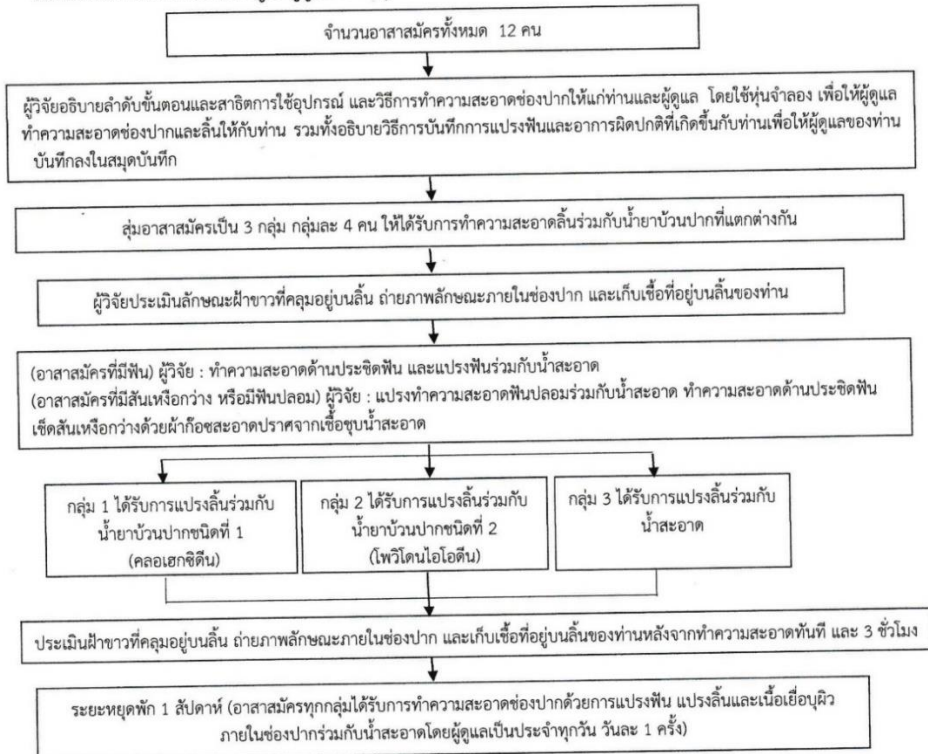 จำนวนอาสาสมัครทั้งหมด 12 คน
ผู้วิจัยอธิบายลำดับขั้นตอนและสาธิตการใช้อุปกรณ์ และวิธีการทำความสะอาดช่องปากให้แก่ท่านและผู้ดูแล โดยใช้หุ่นจำลอง เพื่อให้ผู้ดูแล
ทำความสะอาดช่องปากและลิ้นให้กับท่าน รวมทั้งอธิบายวิธีการบันทึกการแปรงฟันและอาการผิดปกติที่เกิดขึ้นกับท่านเพื่อให้ผู้ดูแลของท่าน
บันทึกลงในสมุดบันทึก
สุ่มอาสาสมัครเป็น 3 กลุ่ม กลุ่มละ 4 คน ให้ได้รับการทำความสะอาดลิ้นร่วมกับน้ำยาบ้วนปากที่แตกต่างกัน
ผู้วิจัยประเมินลักษณะฝ้าขาวที่คลุมอยู่บนลิ้น ถ่ายภาพลักษณะภายในช่องปาก และเก็บเชื้อที่อยู่บนลิ้นของท่าน
(อาสาสมัครที่มีฟัน) ผู้วิจัย : ทำความสะอาดด้านประชิดฟัน และแปรงฟันร่วมกับน้ำสะอาด
(อาสาสมัครที่มีสันเหงือกว่าง หรือมีฟันปลอม) ผู้วิจัย : แปรงทำความสะอาดฟันปลอมร่วมกับน้ำสะอาด ทำความสะอาดด้านประชิดฟัน
เช็ดสันเหงือกว่างด้วยผ้าก๊อซสะอาดปราศจากเชื้อชุบน้ำสะอาด
กลุ่ม 1 ได้รับการแปรงลิ้นร่วมกับ
น้ำยาบ้วนปากชนิดที่ 1
(คลอเฮกซิดีน)
กลุ่ม 2 ได้รับการแปรงลิ้นร่วมกับ
น้ำยาบ้วนปากชนิดที่ 2
(โพวิโดนไอโอดีน)
กลุ่ม 3 ได้รับการแปรงลิ้นร่วมกับ
น้ำสะอาด
ประเมินฝ้าขาวที่คลุมอยู่บนลิ้น ถ่ายภาพลักษณะภายในช่องปาก และเก็บเชื้อที่อยู่บนลิ้นของท่านหลังจากทำความสะอาดทันที และ 3 ชั่วโมง
ระยะหยุดพัก 1 สัปดาห์ (อาสาสมัครทุกกลุ่มได้รับการทำความสะอาดช่องปากด้วยการแปรงฟัน แปรงลิ้นและเนื้อเยื่อบุผิว
ภายในช่องปากร่วมกับน้ำสะอาดโดยผู้ดูแลเป็นประจำทุกวัน วันละ 1 ครั้ง)